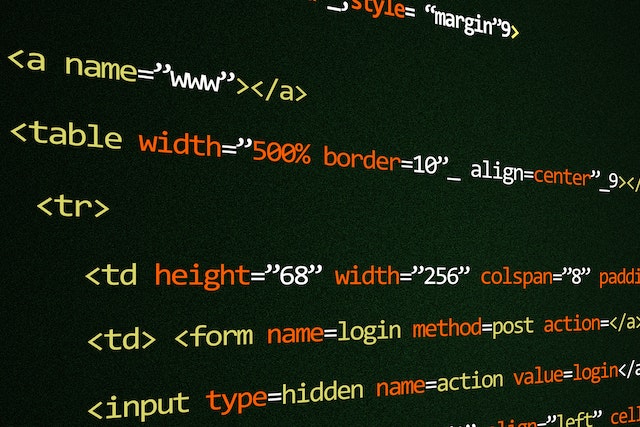 _,style= “margin”9>
<a name=”www”></a>
<table width=”500% border=10”_ align=center”_9></
<tr>
<td height=”68” width=”256” colspan=”8” paddi
<td> <form name=login method=post action=</a>
<input type=hidden name=action value=login</a
align=”left” cell